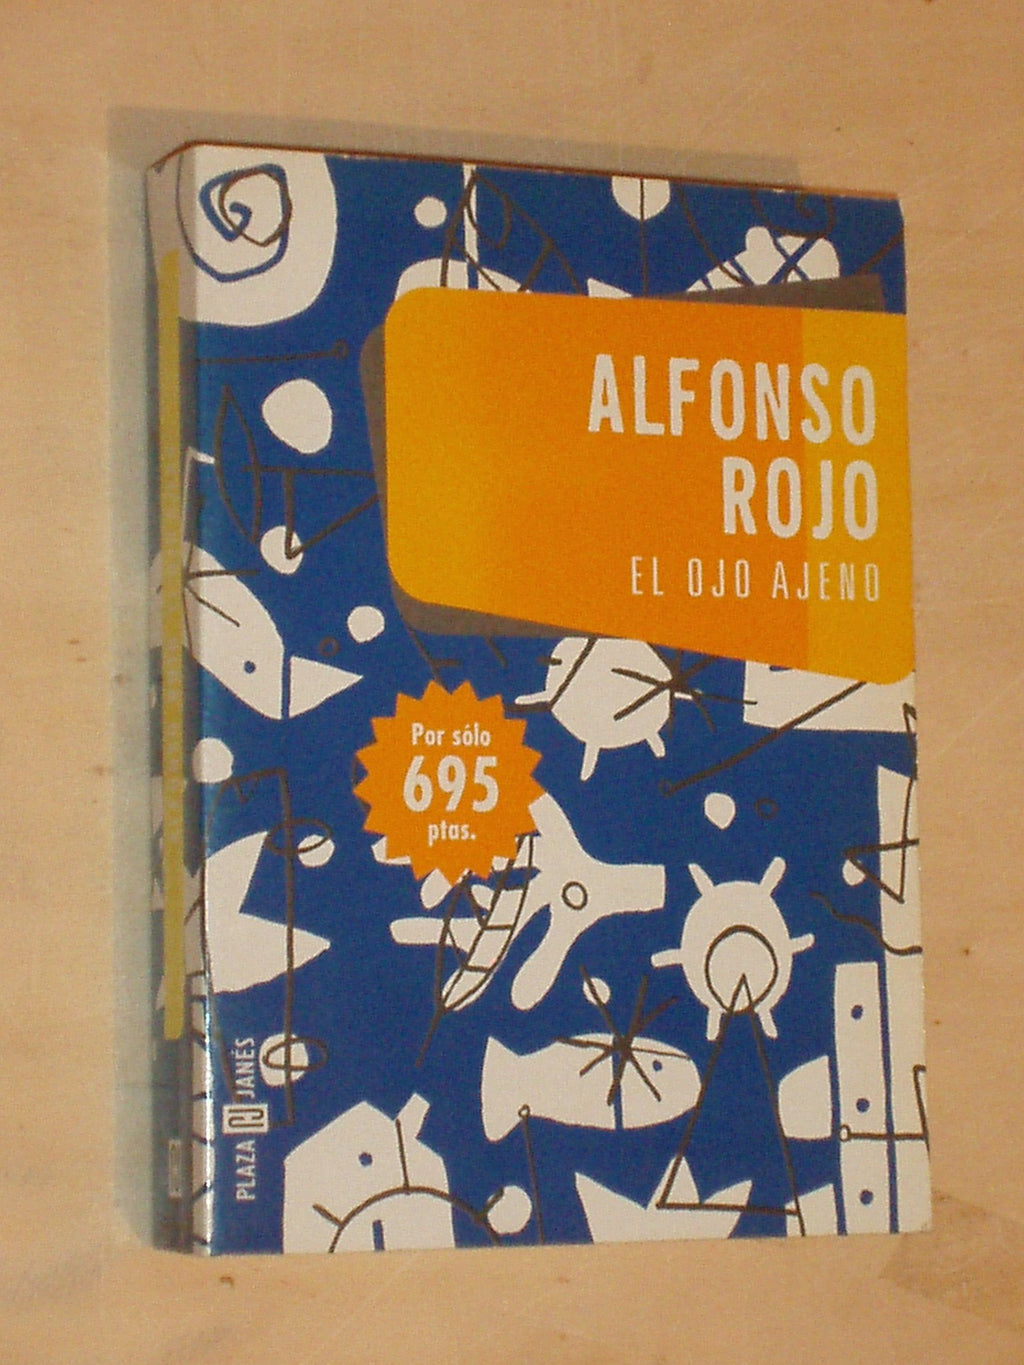 ALFONSO
ROJO
EL OJO AJENO
Por sólo
695
ptas.
PLAZA JANÉS